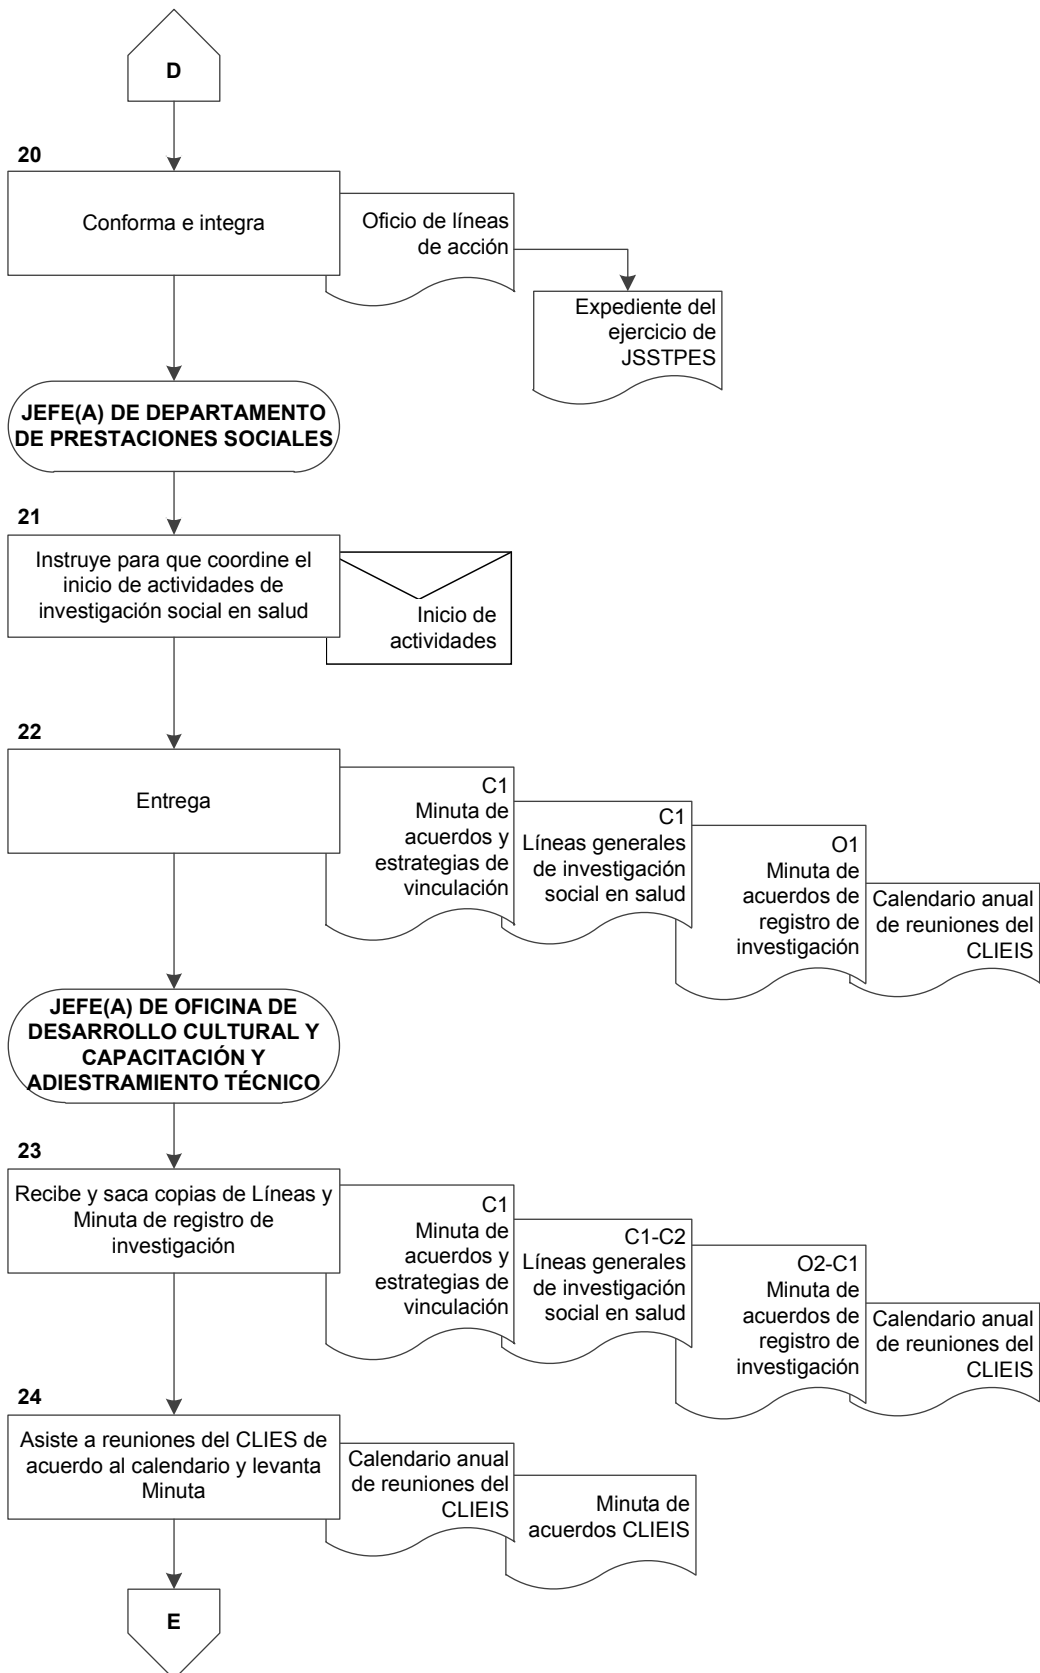 D
20
Conforma e integra
Oficio de líneas
de acción
Expediente del
ejercicio de
JSSTPES
JEFE(A) DE DEPARTAMENTO
DE PRESTACIONES SOCIALES
21
Instruye para que coordine el
inicio de actividades de
investigación social en salud
Inicio de
actividades
22
Entrega
C1
Minuta de
acuerdos y
estrategias de
vinculación
C1
Líneas generales
de investigación
social en salud
O1
Minuta de
acuerdos de
registro de
investigación
Calendario anual
de reuniones del
CLIEIS
JEFE(A) DE OFICINA DE
DESARROLLO CULTURAL Y
CAPACITACIÓN Y
ADIESTRAMIENTO TÉCNICO
23
Recibe y saca copias de Líneas y
Minuta de registro de
investigación
C1
Minuta de
acuerdos y
estrategias de
vinculación
C1-C2
Líneas generales
de investigación
social en salud
O2-C1
Minuta de
acuerdos de
registro de
investigación
Calendario anual
de reuniones del
CLIEIS
24
Asiste a reuniones del CLIES de
acuerdo al calendario y levanta
Minuta
Calendario anual
de reuniones del
CLIEIS
Minuta de
acuerdos CLIEIS
E